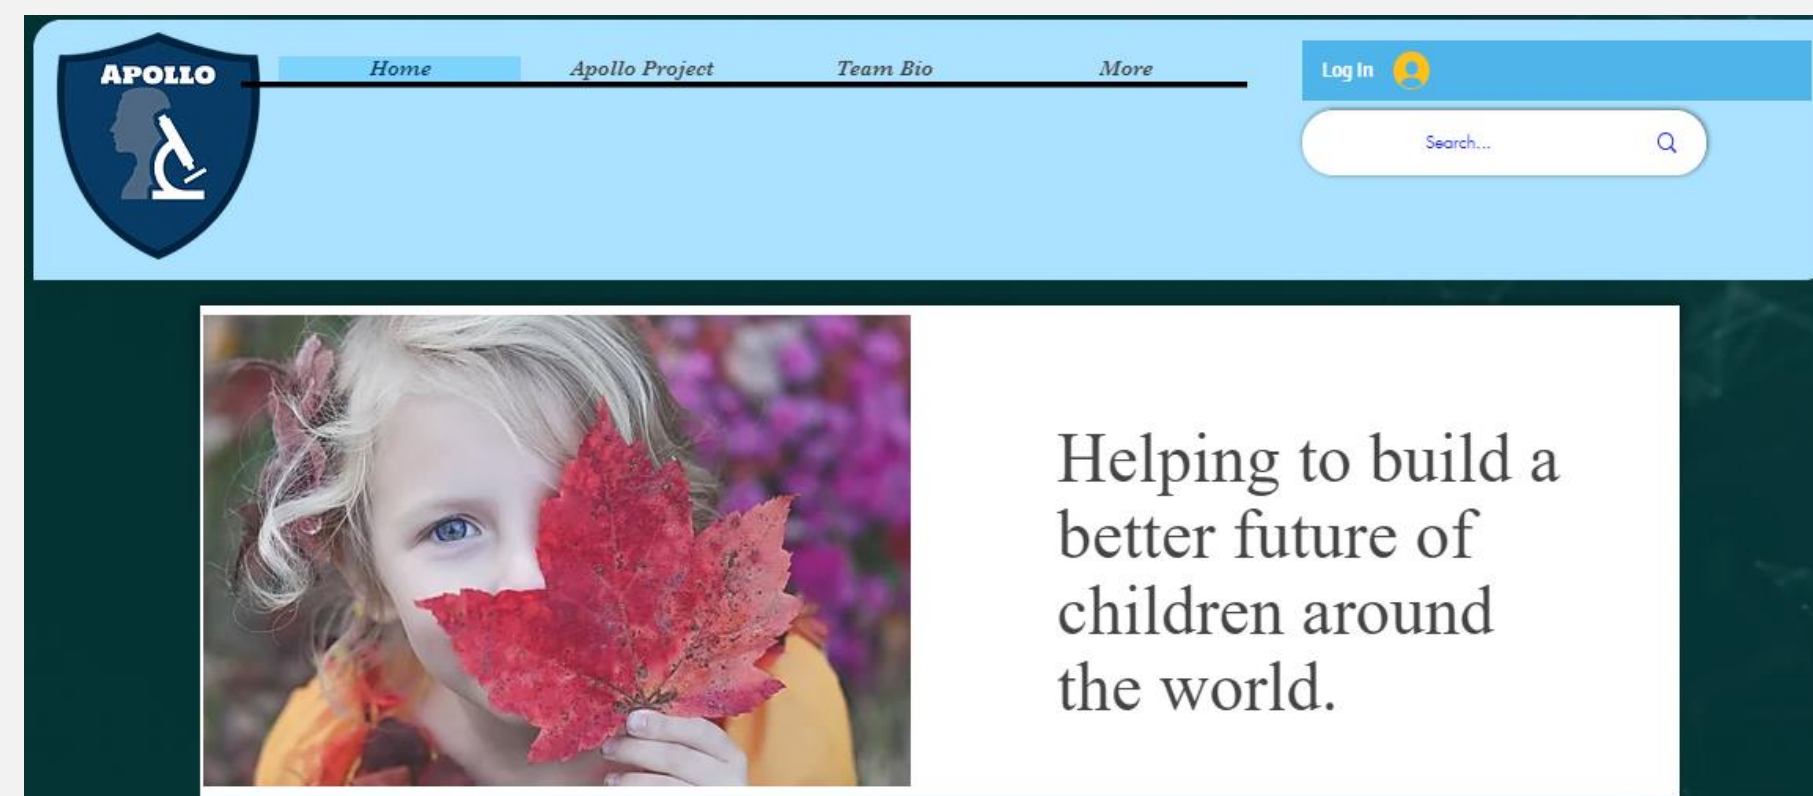 APOLLO
Home Apollo Project Team Bio More
Log In
Search...
Helping to build a
better future of
children around
the world.